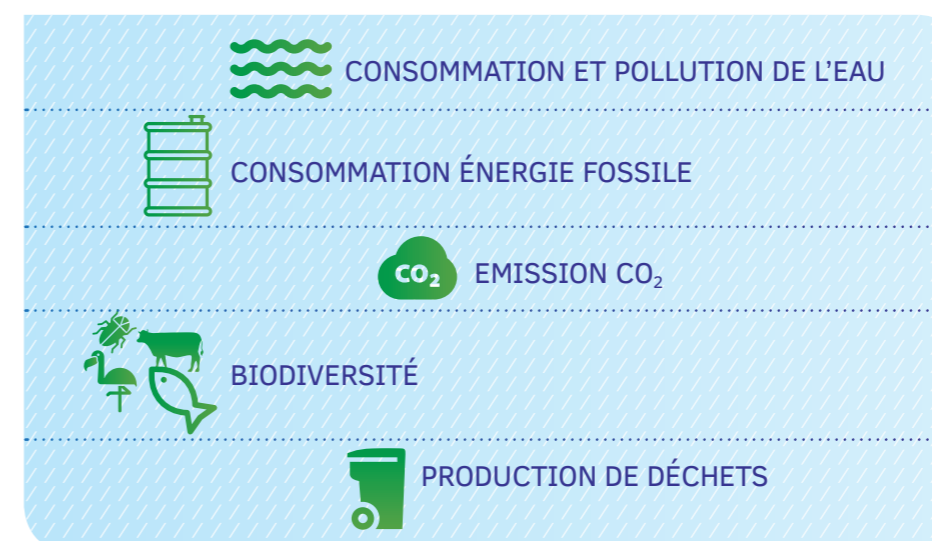 CONSOMMATION ET POLLUTION DE L’EAU
CONSOMMATION ÉNERGIE FOSSILE
CO₂ EMISSION CO₂
BIODIVERSITÉ
PRODUCTION DE DÉCHETS